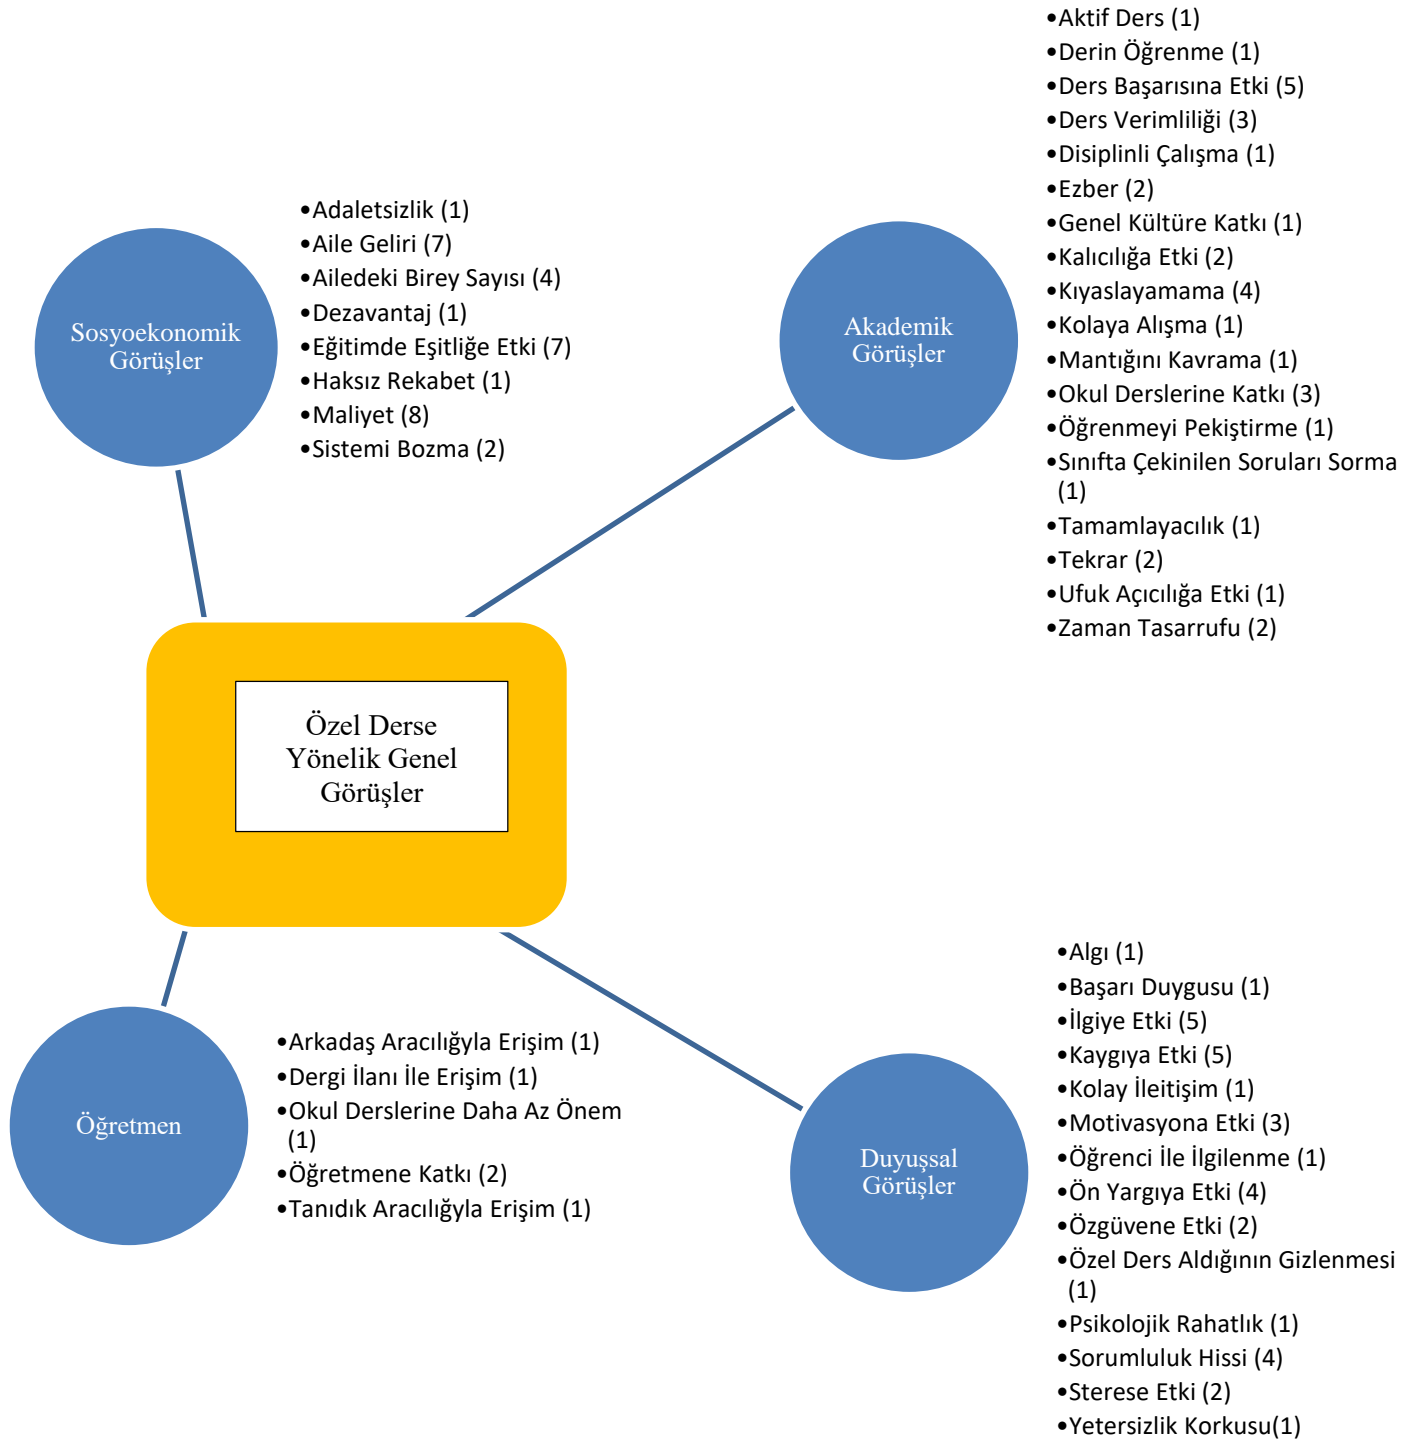 Sosyoekonomik
Görüşler
•Adaletsizlik (1)
•Aile Geliri (7)
•Ailedeki Birey Sayısı (4)
•Dezavantaj (1)
•Eğitimde Eşitliğe Etki (7)
•Haksız Rekabet (1)
•Maliyet (8)
•Sistemi Bozma (2)
Akademik
Görüşler
•Aktif Ders (1)
•Derin Öğrenme (1)
•Ders Başarısına Etki (5)
•Ders Verimliliği (3)
•Disiplinli Çalışma (1)
•Ezber (2)
•Genel Kültüre Katkı (1)
•Kalıcılığa Etki (2)
•Kıyaslayamama (4)
•Kolaya Alışma (1)
•Mantığını Kavrama (1)
•Okul Derslerine Katkı (3)
•Öğrenmeyi Pekiştirme (1)
•Sınıfta Çekinilen Soruları Sorma
(1)
•Tamamlayacılık (1)
•Tekrar (2)
•Ufuk Açıcılığa Etki (1)
•Zaman Tasarrufu (2)
Özel Derse
Yönelik Genel
Görüşler
Öğretmen
•Arkadaş Aracılığyla Erişim (1)
•Dergi İlanı İle Erişim (1)
•Okul Derslerine Daha Az Önem
(1)
•Öğretmene Katkı (2)
•Tanıdık Aracılığyla Erişim (1)
Duyuşsal
Görüşler
•Algı (1)
•Başarı Duygusu (1)
•İlgiye Etki (5)
•Kaygıya Etki (5)
•Kolay İleitişim (1)
•Motivasyona Etki (3)
•Öğrenci İle İlgilenme (1)
•Ön Yargıya Etki (4)
•Özgüvene Etki (2)
•Özel Ders Aldığının Gizlenmesi
(1)
•Psikolojik Rahatlık (1)
•Sorumluluk Hissi (4)
•Sterese Etki (2)
•Yetersizlik Korkusu(1)